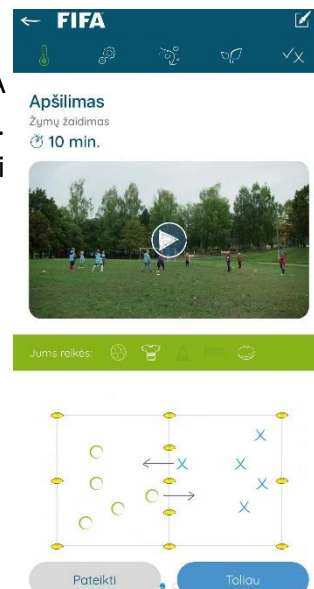 FIFA
A
.
i
Apšilimas
Žymų žaidimas
10 min.
Jums reikės:
Pateikti
Toliau